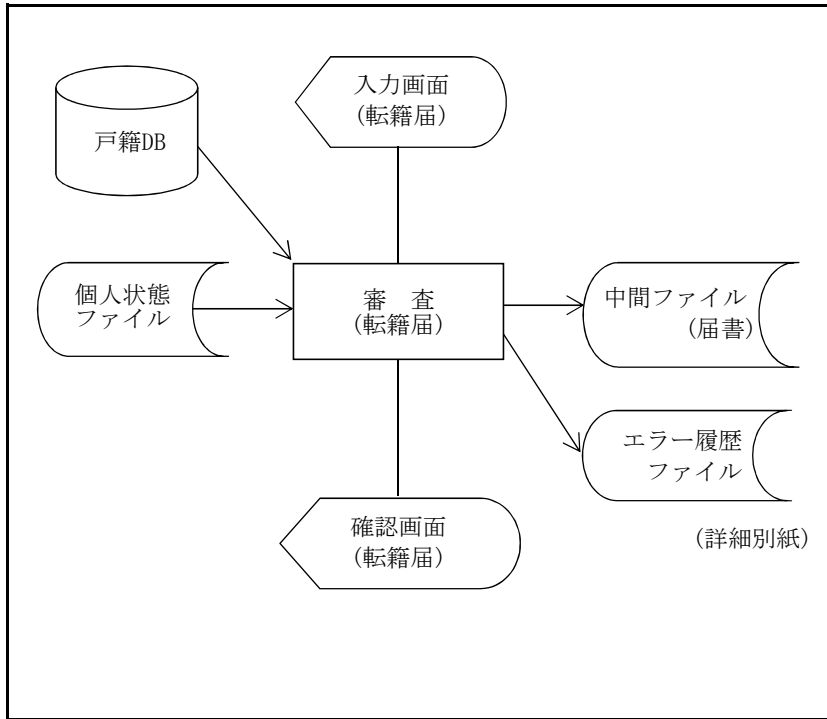 入力画面
(転籍届)
戸籍DB
個人状態
ファイル
審　査
(転籍届)
中間ファイル
(届書)
エラー履歴
ファイル
確認画面
(転籍届)
(詳細別紙)